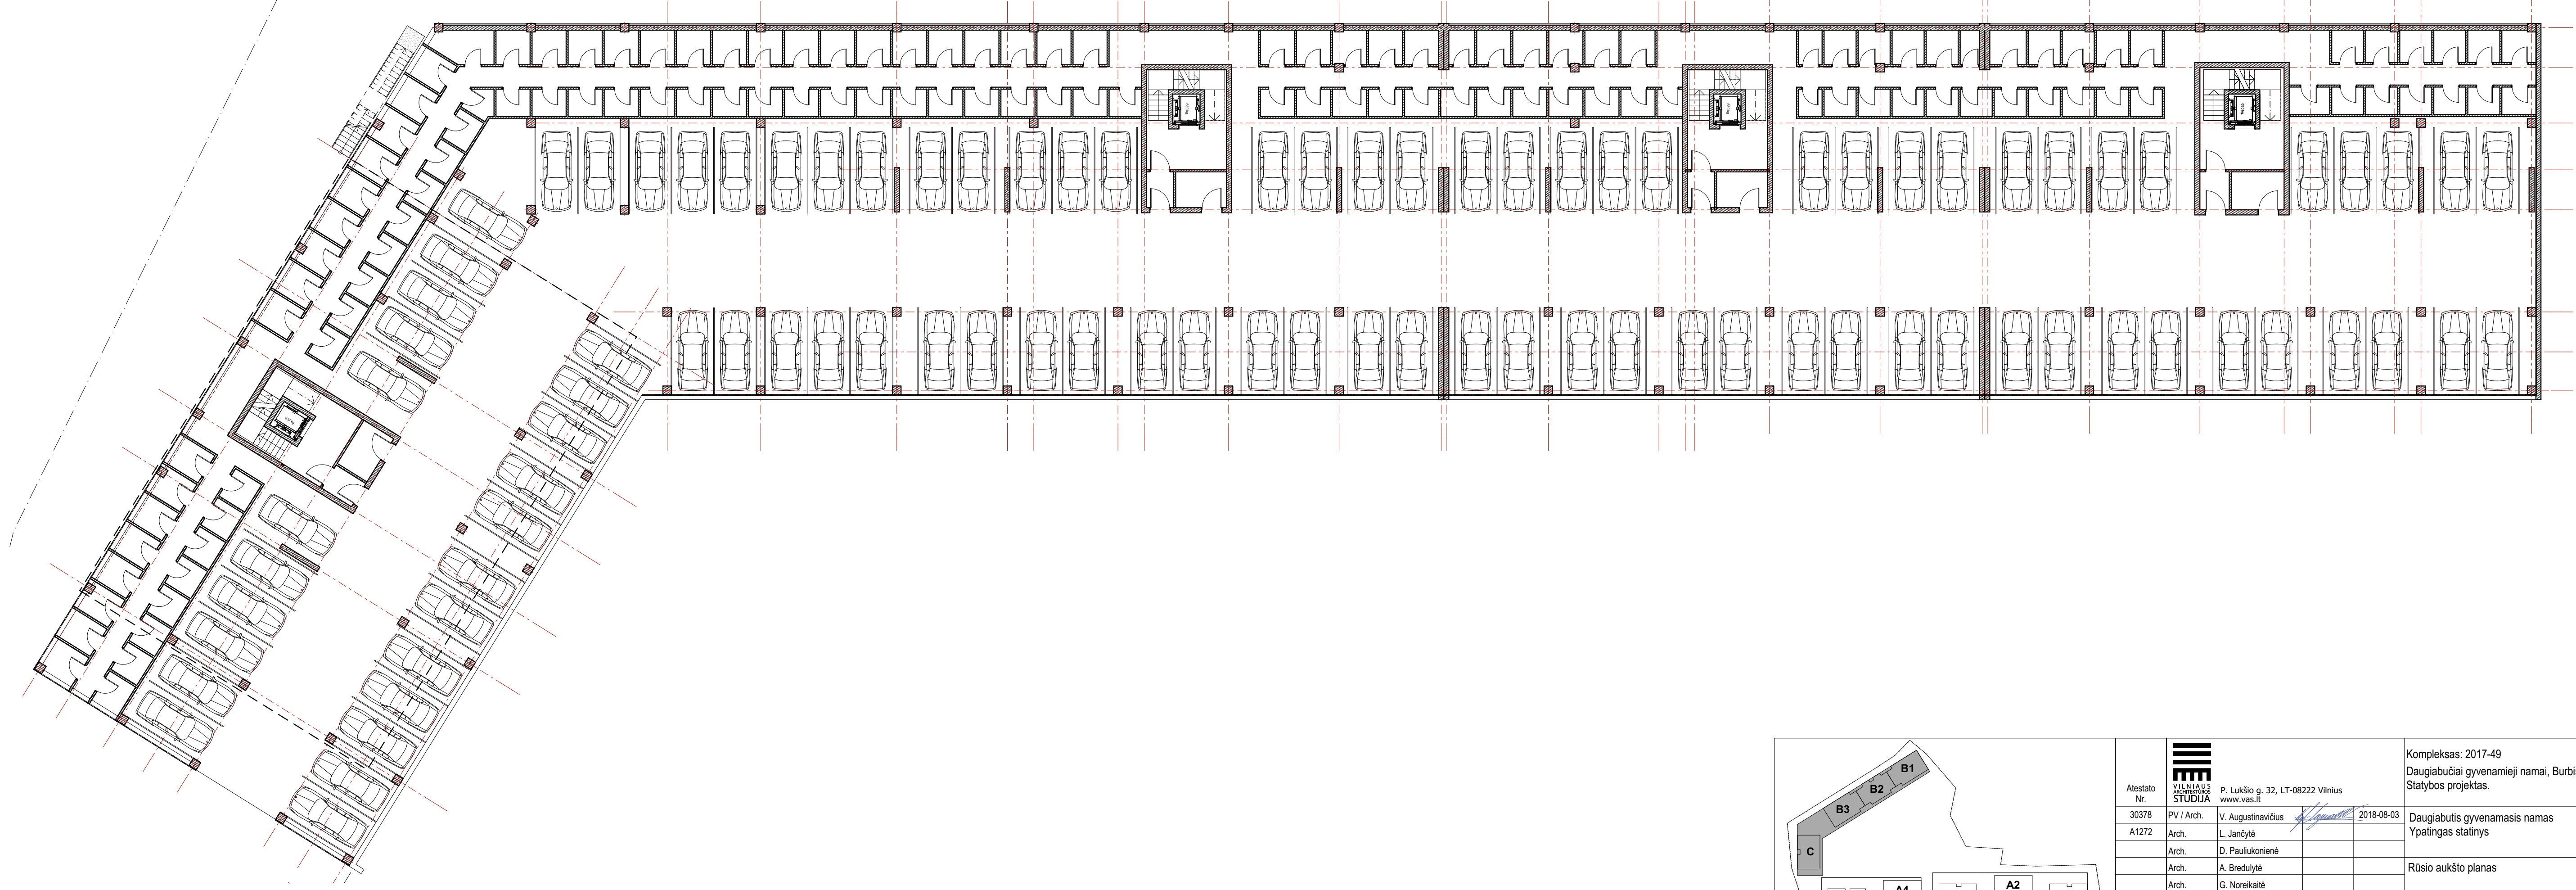 B1
B2
B3
C
A4
A2
Atestato
Nr.
VILNIAUS
ARCHITEKTŪROS
STUDIJA
P. Lukšio g. 32, LT-08222 Vilnius
www.vas.lt
Kompleksas: 2017-49
Daugiabučiai gyvenamieji namai, Burbi
Statybos projektas.
30378 PV / Arch. V. Augustinavičius 2018-08-03
Daugiabutis gyvenamasis namas
Ypatingas statinys
A1272 Arch. L. Jančytė
Arch. D. Pauliukonienė
Arch. A. Bredulytė
Rūsio aukšto planas
Arch. G. Noreikaitė